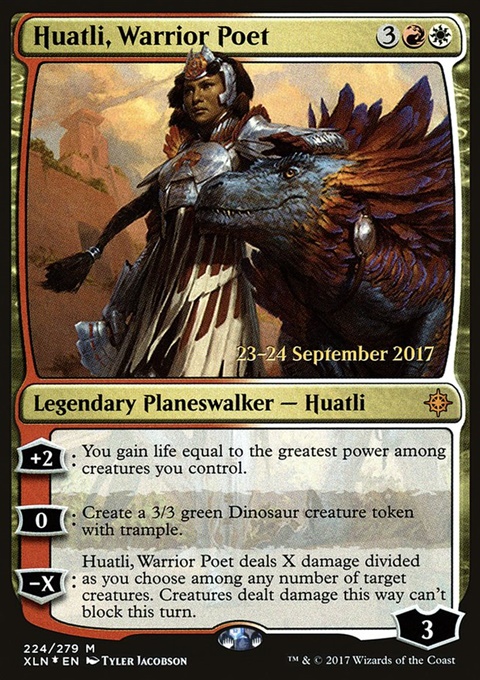 Huatli, Warrior Poet 3
23–24 September 2017
Legendary Planeswalker — Huatli
+2: You gain life equal to the greatest power among
creatures you control.
0: Create a 3/3 green Dinosaur creature token
with trample.
Huatli, Warrior Poet deals X damage divided
−X: as you choose among any number of target
creatures. Creatures dealt damage this way can't
block this turn.
3
224/279 M
XLN★EN Tyler Jacobson
™ & © 2017 Wizards of the Coast